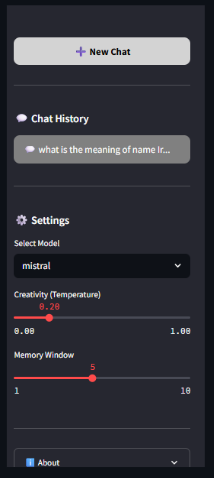 ➕ New Chat
💬 Chat History
💬 what is the meaning of name Ir...
⚙️ Settings
Select Model
mistral
Creativity (Temperature)
0.20
0.00 1.00
Memory Window
5
1 10
ℹ️ About